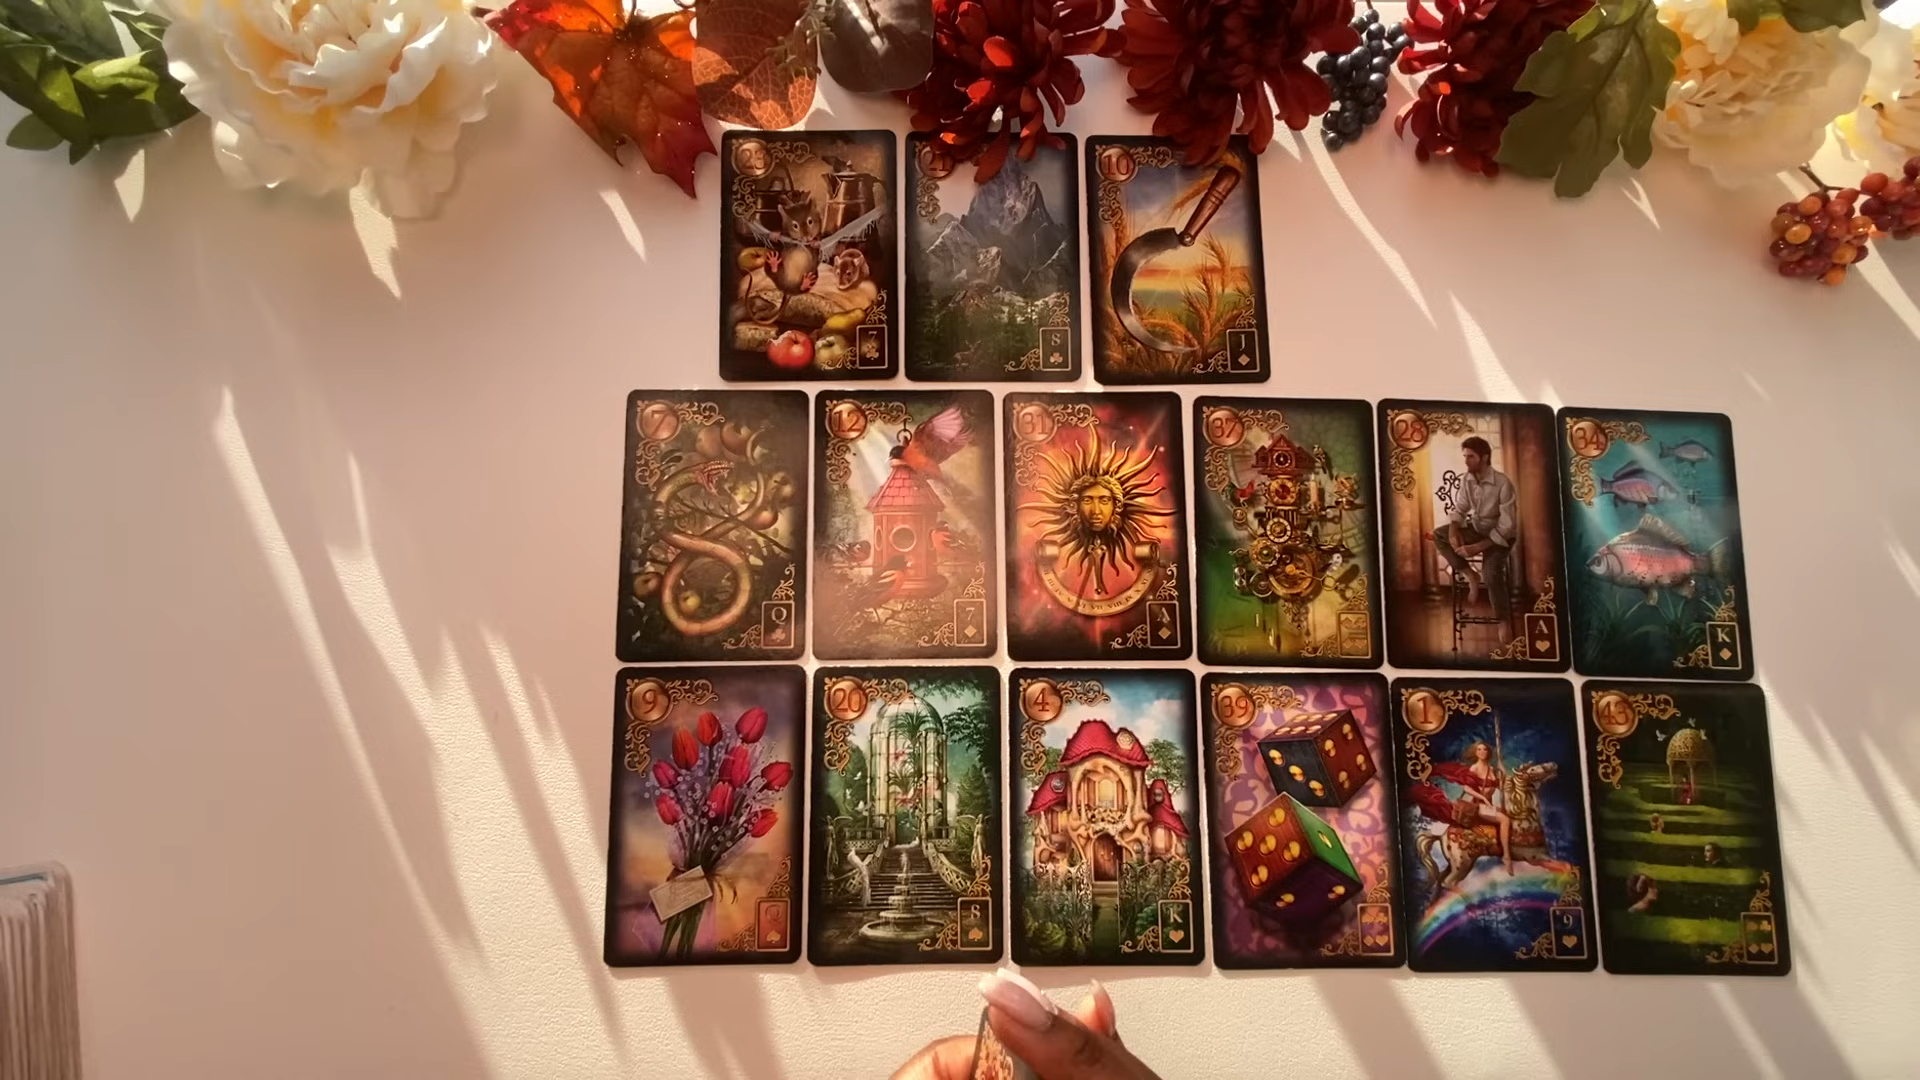 23 21 10
7♣ 8♣ J♦
7 12 31 37 28 34
Q♣ 7♦ A♦ A♥ K♦
9 20 4 39 1 43
Q♠ 8♠ K♥ 9♥